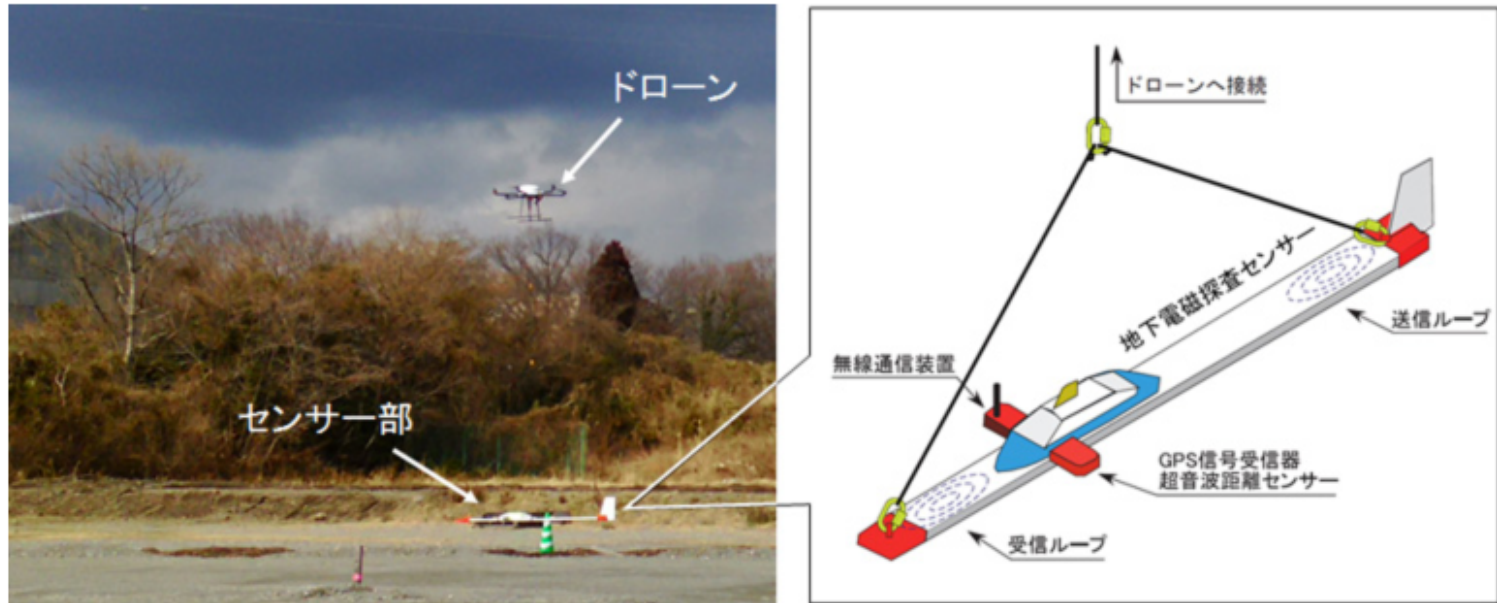 ドローン
センサー部
ドローンへ接続
地下電磁探査センサー
送信ループ
無線通信装置
GPS信号受信器
超音波距離センサー
受信ループ